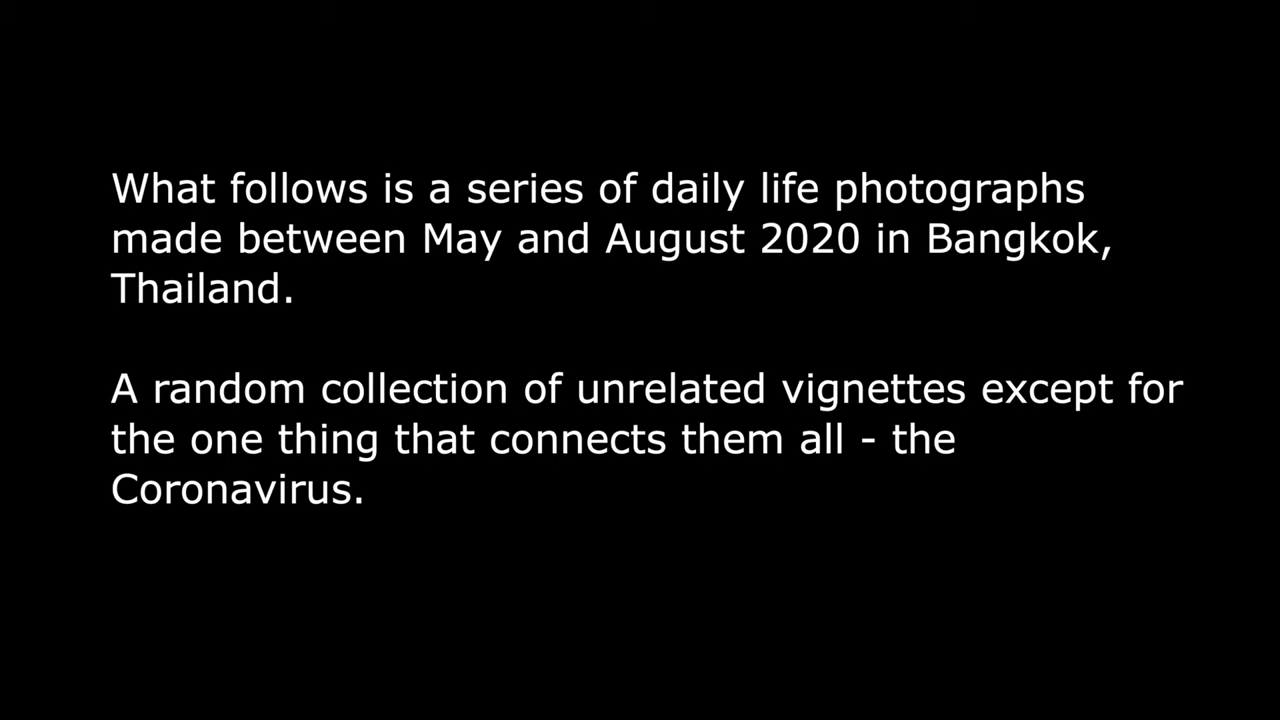 What follows is a series of daily life photographs
made between May and August 2020 in Bangkok,
Thailand.
A random collection of unrelated vignettes except for
the one thing that connects them all - the
Coronavirus.